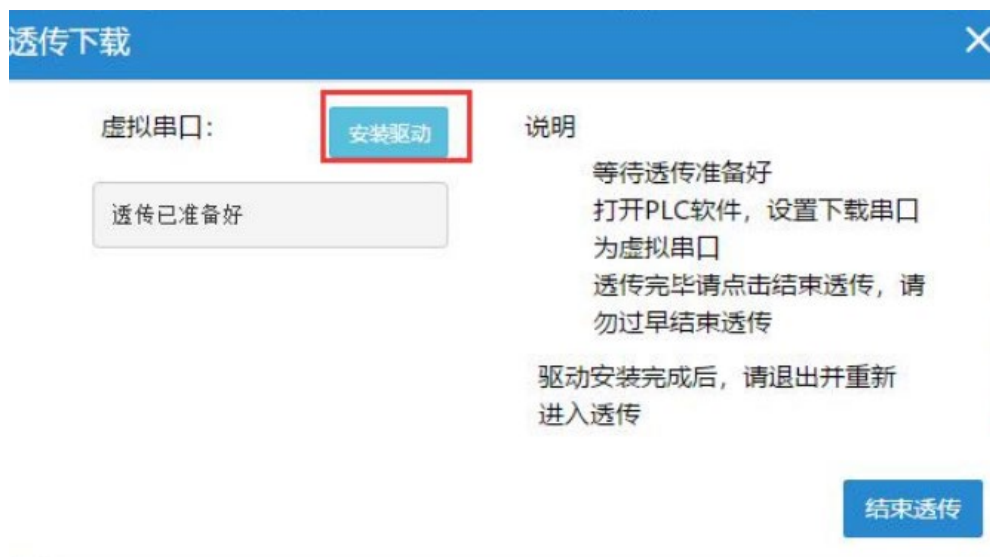 透传下载
虚拟串口:
安装驱动
透传已准备好
说明
等待透传准备好
打开PLC软件，设置下载串口
为虚拟串口
透传完毕请点击结束透传，请
勿过早结束透传
驱动安装完成后，请退出并重新
进入透传
结束透传